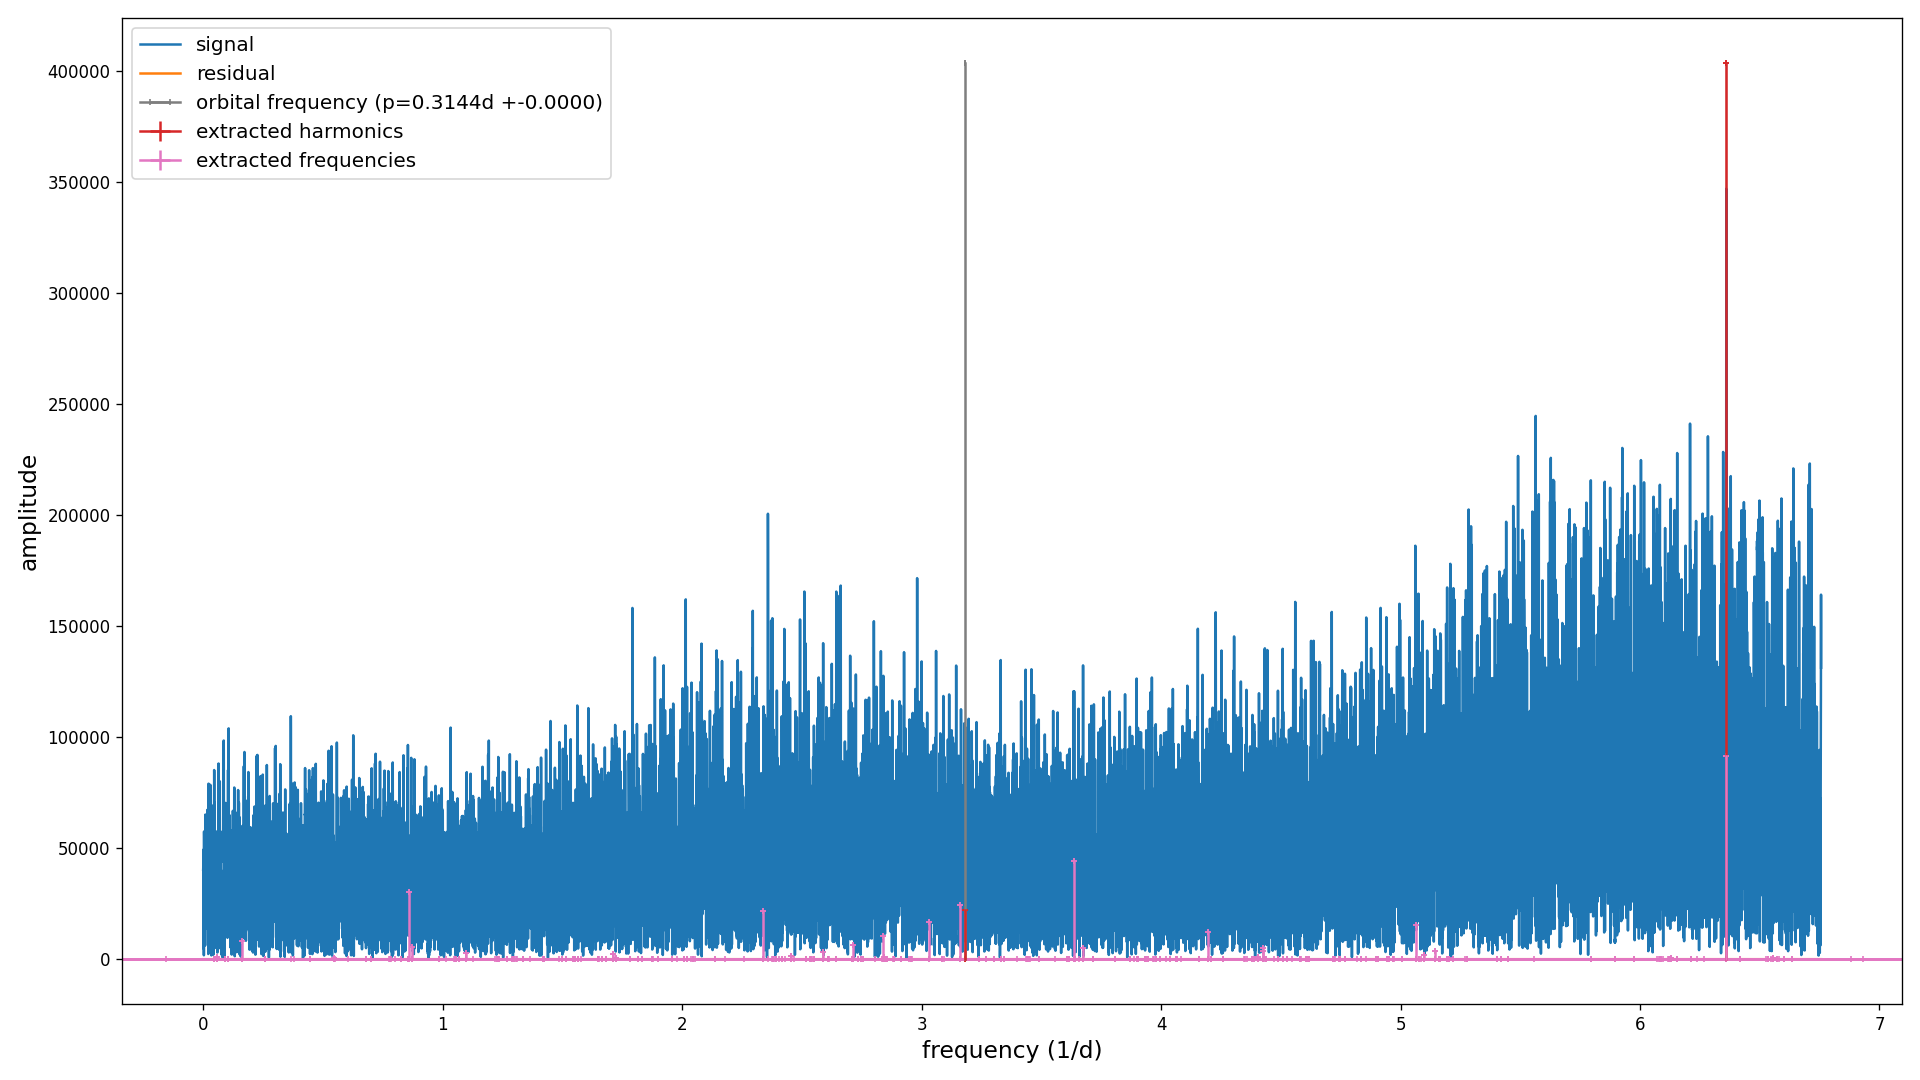 signal
residual
orbital frequency (p=0.3144d +-0.0000)
extracted harmonics
extracted frequencies
400000
350000
300000
250000
200000
150000
100000
50000
0
amplitude
0 1 2 3 4 5 6 7
frequency (1/d)